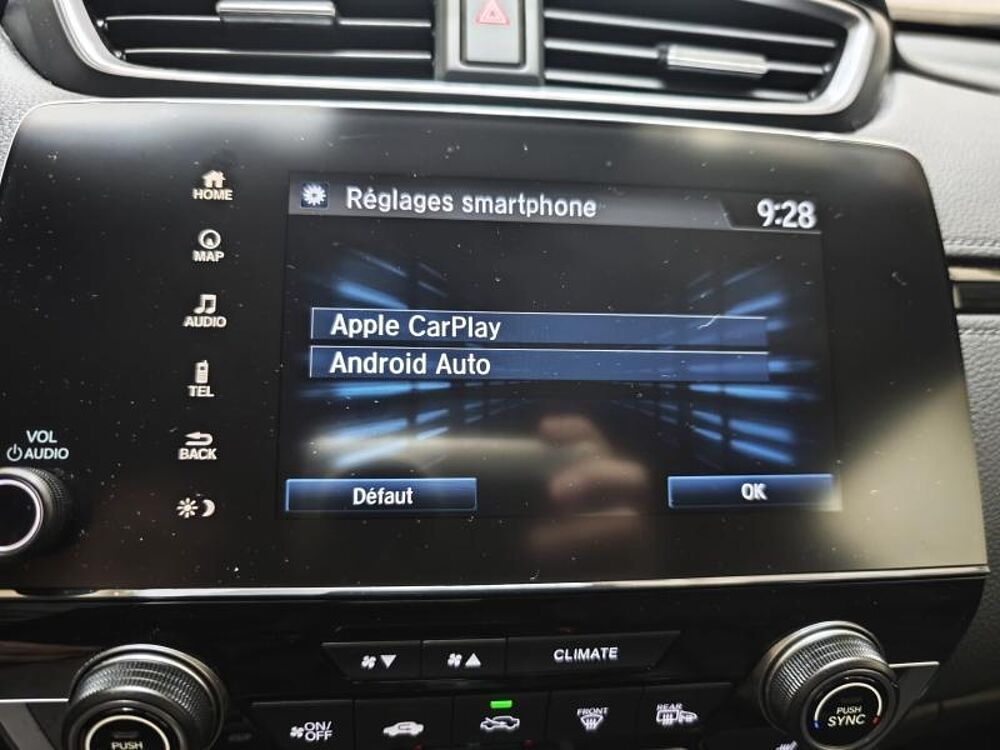 HOME
Réglages smartphone
9:28
MAP
AUDIO
Apple CarPlay
Android Auto
TEL
BACK
VOL
AUDIO
Défaut
OK
CLIMATE
ON/
OFF
FRONT
REAR
PUSH
PUSH
SYNC